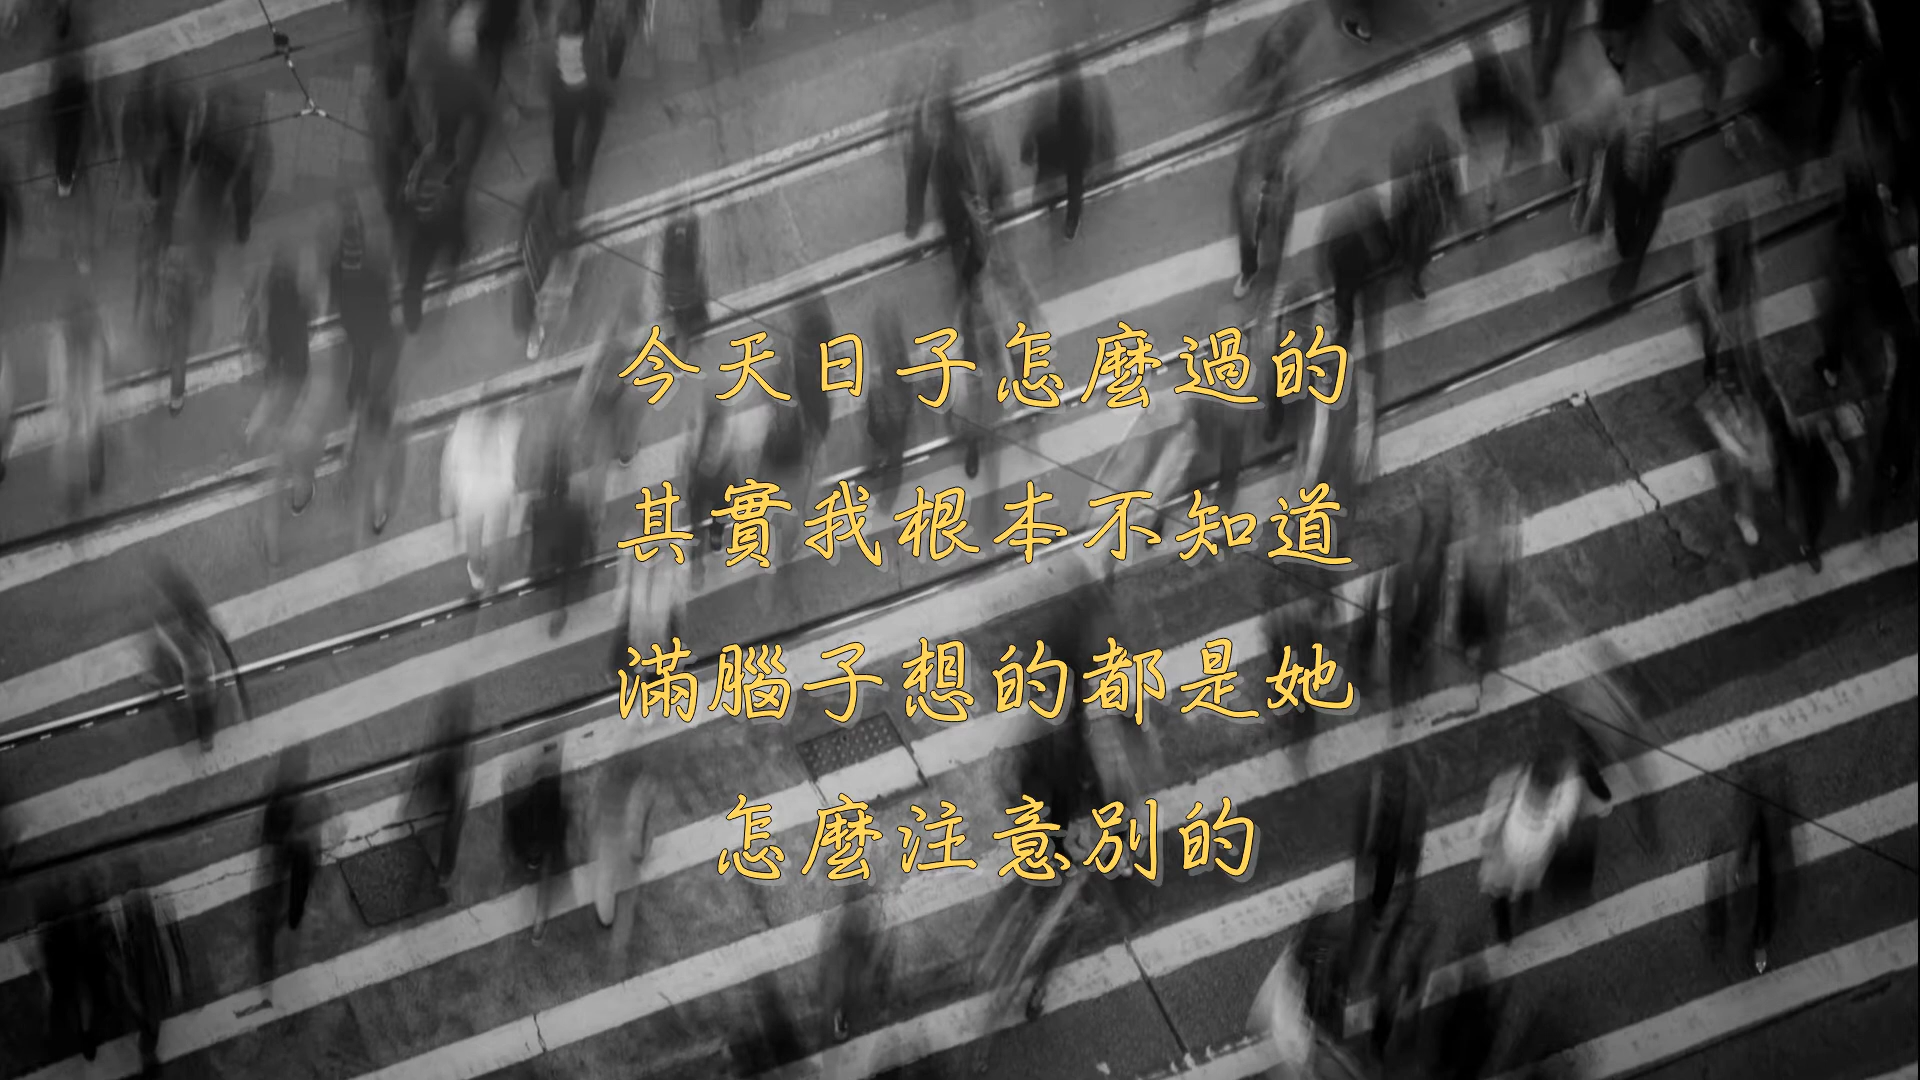 今天日子怎麼過的
其實我根本不知道
滿腦子想的都是她
怎麼注意別的